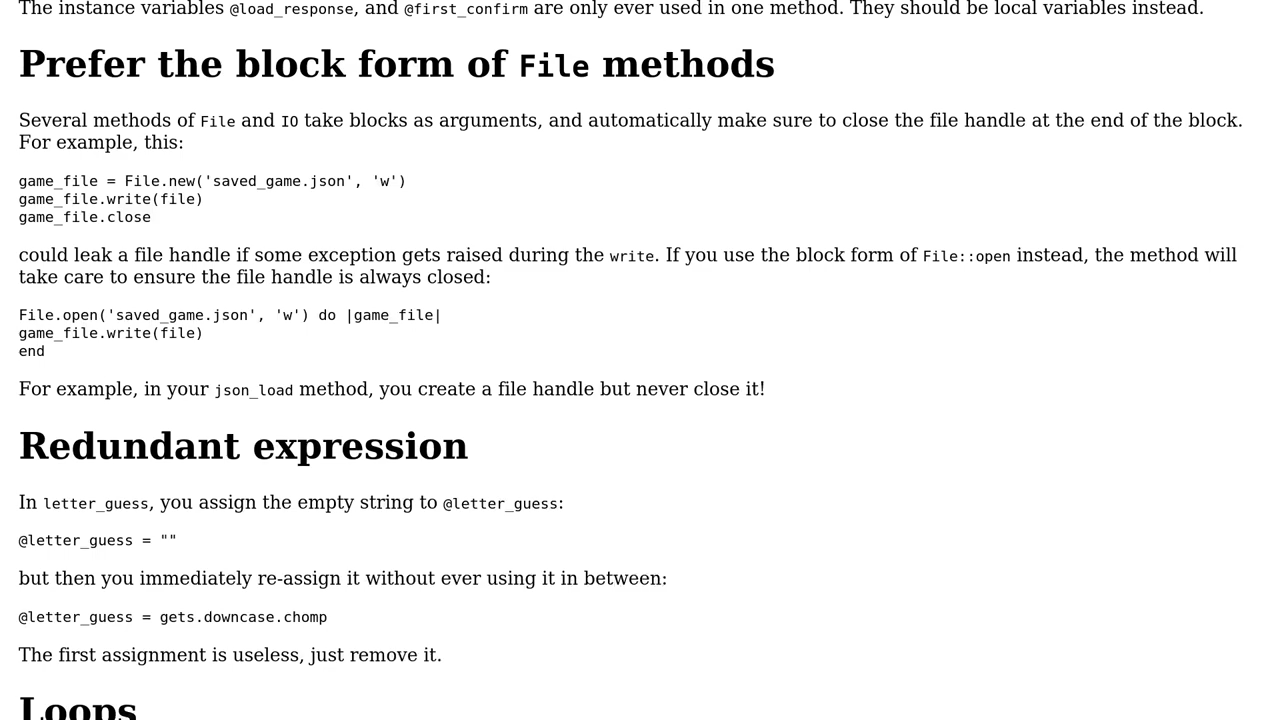 The instance variables @load_response, and @first_confirm are only ever used in one method. They should be local variables instead.
Prefer the block form of File methods
Several methods of File and IO take blocks as arguments, and automatically make sure to close the file handle at the end of the block.
For example, this:
game_file = File.new('saved_game.json', 'w')
game_file.write(file)
game_file.close
could leak a file handle if some exception gets raised during the write. If you use the block form of File::open instead, the method will
take care to ensure the file handle is always closed:
File.open('saved_game.json', 'w') do |game_file|
game_file.write(file)
end
For example, in your json_load method, you create a file handle but never close it!
Redundant expression
In letter_guess, you assign the empty string to @letter_guess:
@letter_guess = ""
but then you immediately re-assign it without ever using it in between:
@letter_guess = gets.downcase.chomp
The first assignment is useless, just remove it.
Loops